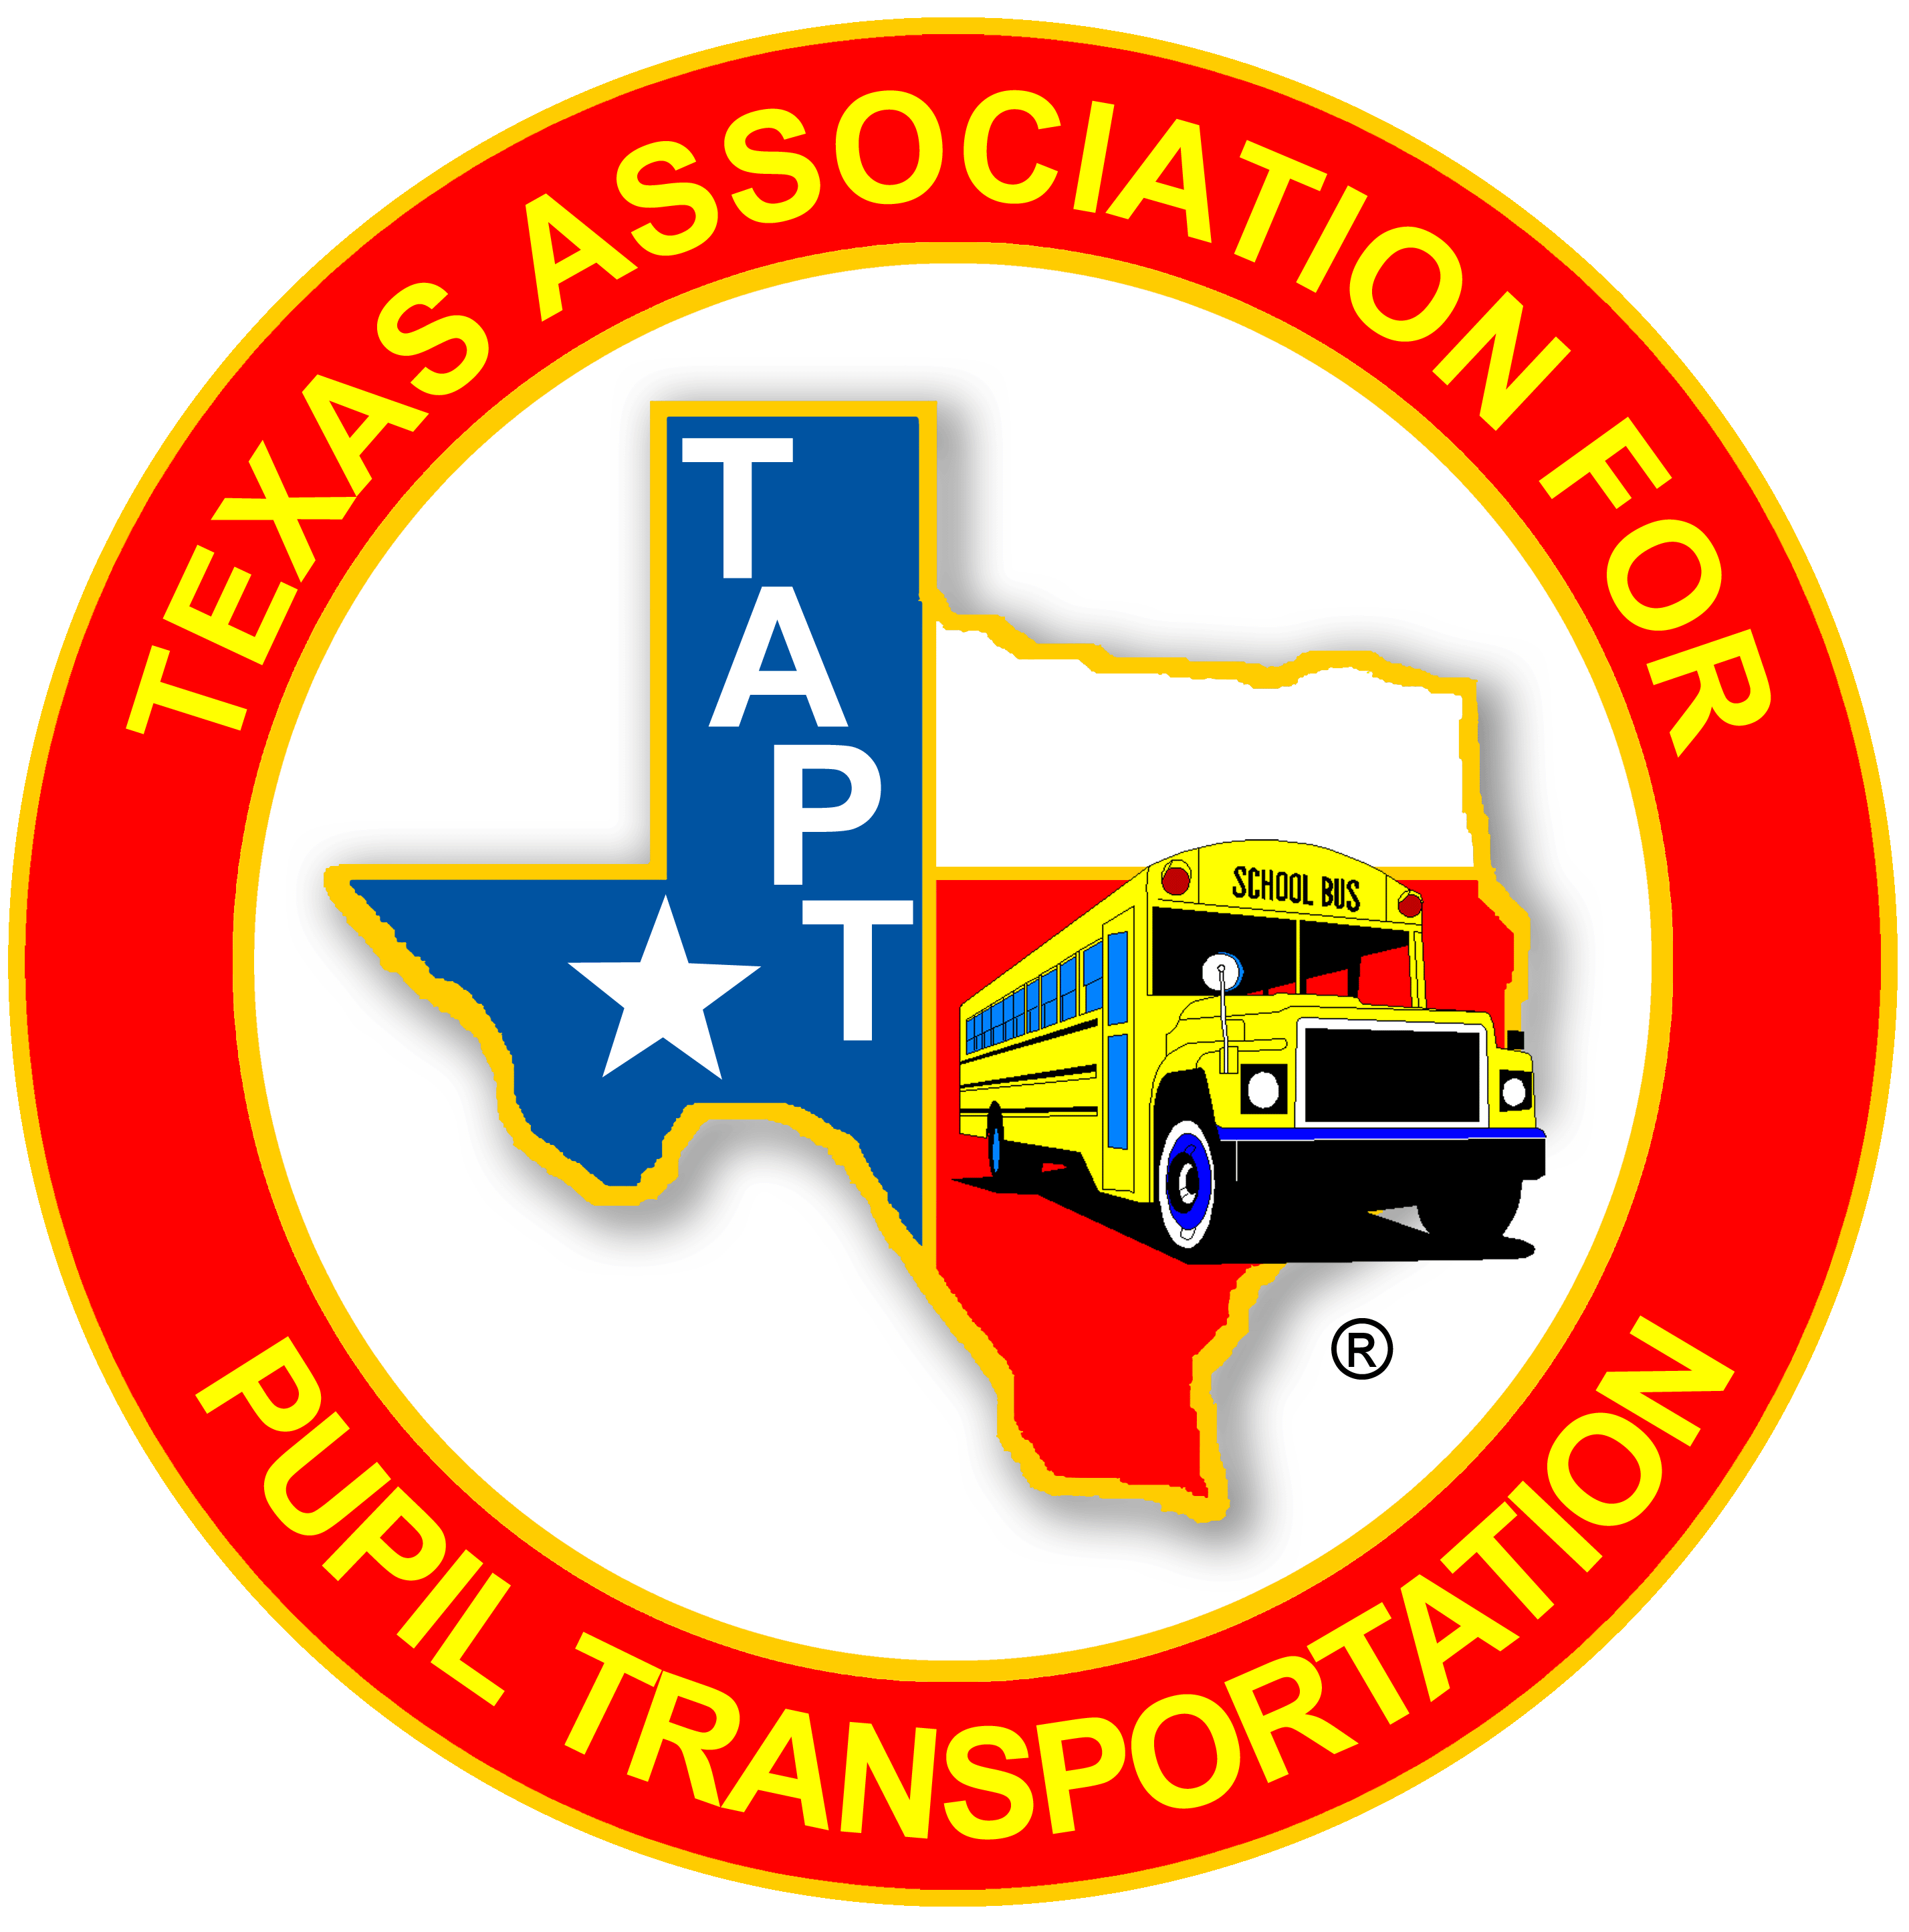 TEXAS ASSOCIATION FOR
TAPT
SCHOOL BUS
®
PUPIL TRANSPORTATION